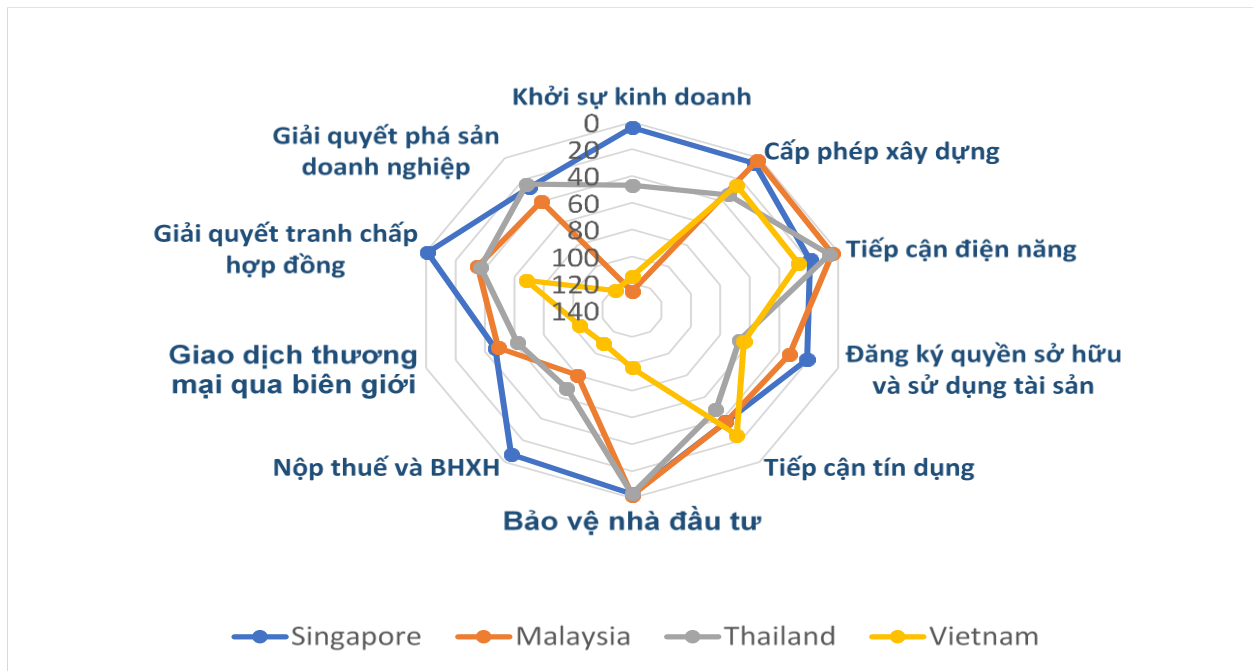 Khởi sự kinh doanh
Giải quyết phá sản
doanh nghiệp
Cấp phép xây dựng
Giải quyết tranh chấp
hợp đồng
Tiếp cận điện năng
Giao dịch thương
mại qua biên giới
Đăng ký quyền sở hữu
và sử dụng tài sản
Nộp thuế và BHXH
Tiếp cận tín dụng
Bảo vệ nhà đầu tư
0
20
40
60
80
100
120
140
Singapore
Malaysia
Thailand
Vietnam